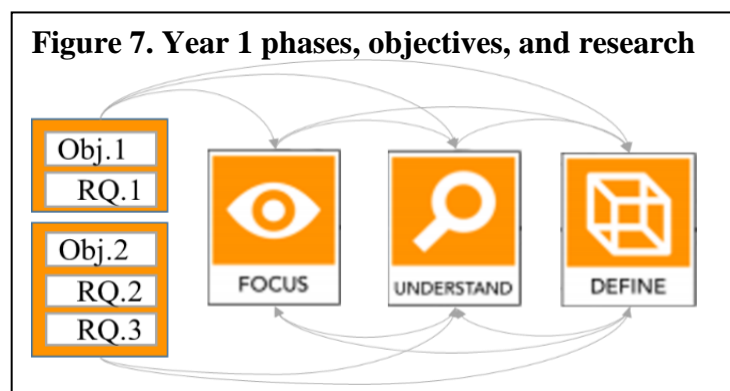 Figure 7. Year 1 phases, objectives, and research
Obj.1
RQ.1
Obj.2
RQ.2
RQ.3
FOCUS
UNDERSTAND
DEFINE